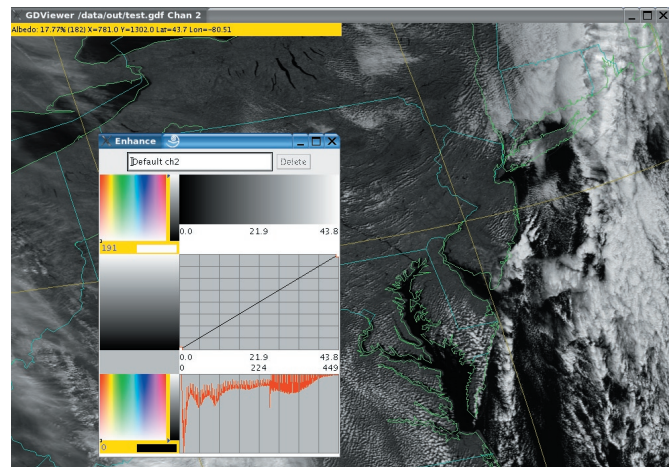 GDViewer /data/out/test.gdf Chan 2
Albedo: 17.77% (182) X=781.0 Y=1302.0 Lat=43.7 Lon=-80.51
Enhance
Default ch2 Delete
0.0 21.9 43.8
191
0.0 21.9 43.8
0 224 449
0